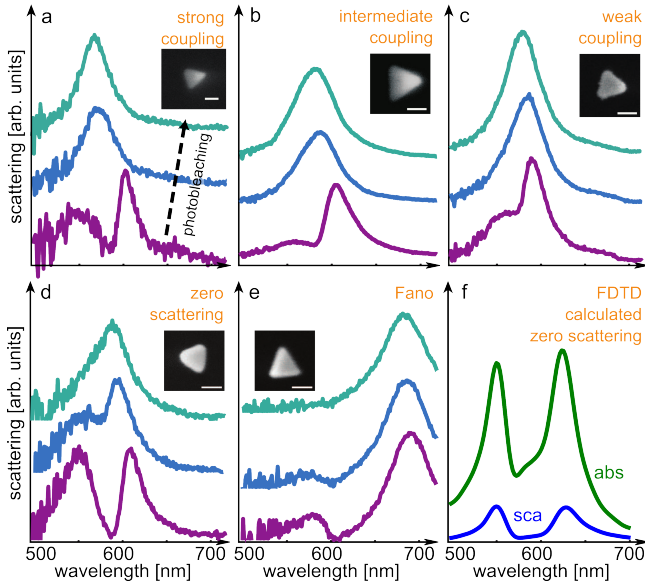 a
strong
coupling
scattering [arb. units]
photobleaching
b
intermediate
coupling
c
weak
coupling
d
zero
scattering
scattering [arb. units]
500
600
700
wavelength [nm]
e
Fano
500
600
700
wavelength [nm]
f
FDTD
calculated
zero scattering
abs
sca
500
600
700
wavelength [nm]